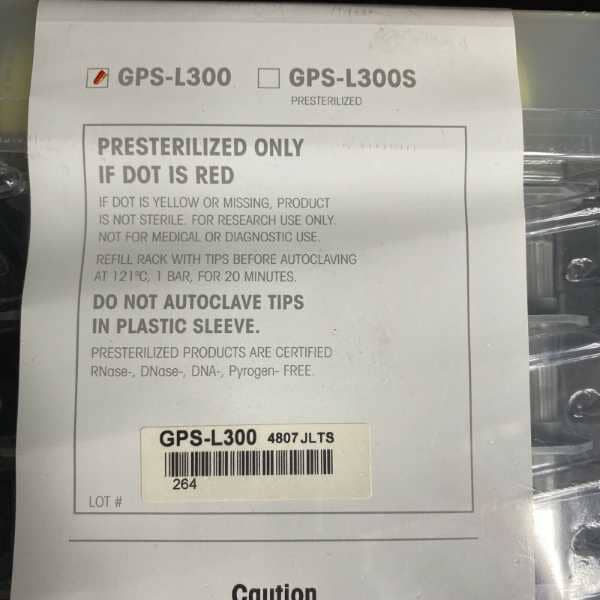 GPS-L300 GPS-L300S
PRESTERILIZED
PRESTERILIZED ONLY
IF DOT IS RED
IF DOT IS YELLOW OR MISSING, PRODUCT
IS NOT STERILE. FOR RESEARCH USE ONLY.
NOT FOR MEDICAL OR DIAGNOSTIC USE.
REFILL RACK WITH TIPS BEFORE AUTOCLAVING
AT 121°C, 1 BAR, FOR 20 MINUTES.
DO NOT AUTOCLAVE TIPS
IN PLASTIC SLEEVE.
PRESTERILIZED PRODUCTS ARE CERTIFIED
RNase-, DNase-, DNA-, Pyrogen- FREE.
GPS-L300 4807JLTS
264
LOT #
Caution